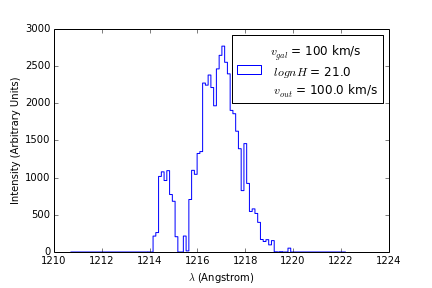 3000
2500
2000
1500
1000
500
0
Intensity (Arbitrary Units)
v_gal = 100 km/s
lognH = 21.0
v_out = 100.0 km/s
1210 1212 1214 1216 1218 1220 1222 1224
λ (Angstrom)